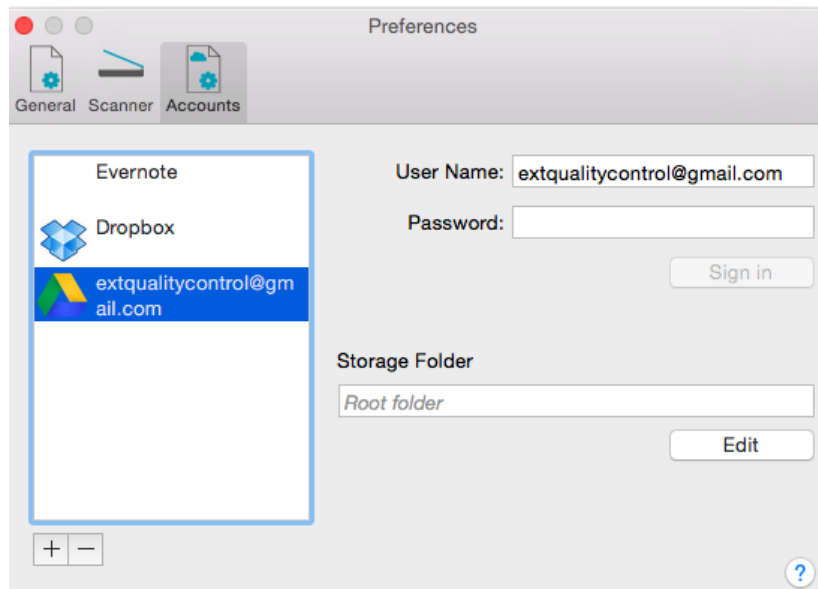 Preferences
General Scanner Accounts
Evernote
Dropbox
extqualitycontrol@gm
ail.com
User Name: extqualitycontrol@gmail.com
Password:
Sign in
Storage Folder
Root folder
Edit
+ −
?